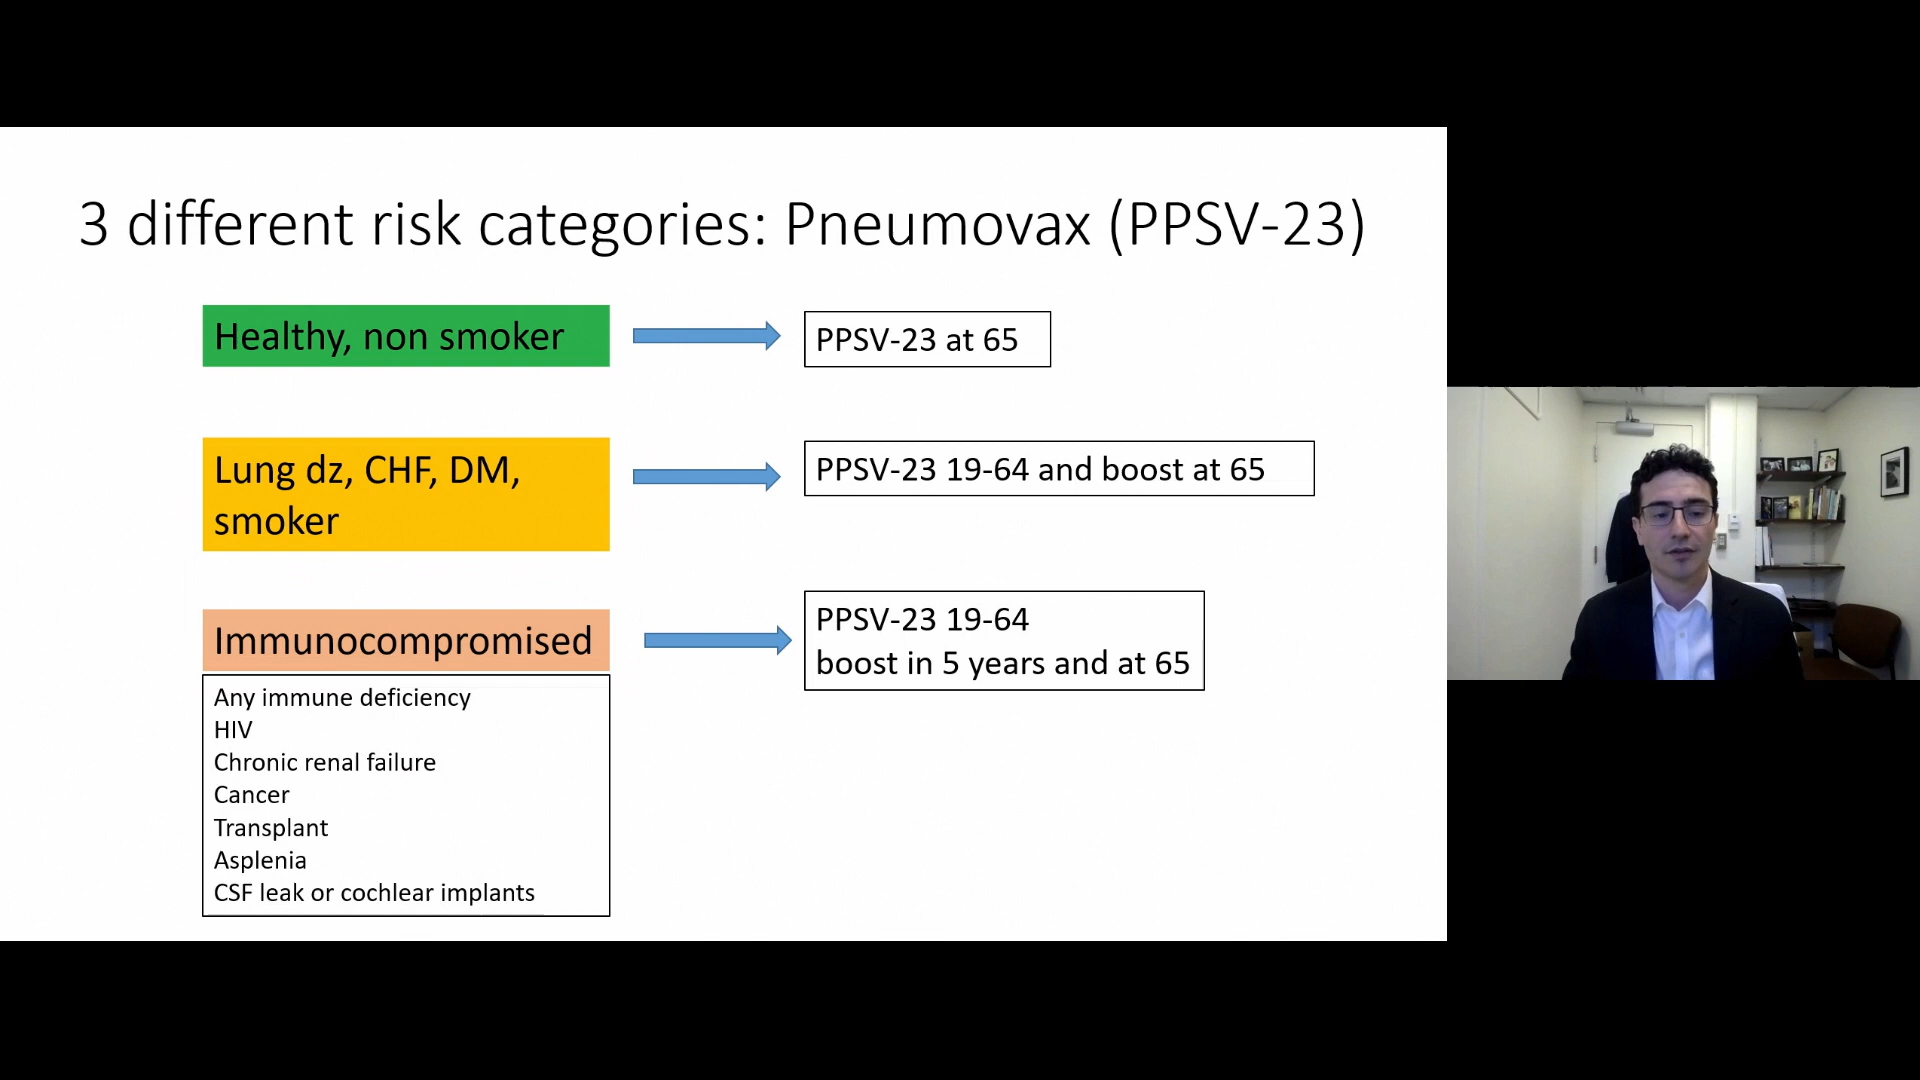 3 different risk categories: Pneumovax (PPSV-23)
Healthy, non smoker
PPSV-23 at 65
Lung dz, CHF, DM,
smoker
PPSV-23 19-64 and boost at 65
Immunocompromised
PPSV-23 19-64
boost in 5 years and at 65
Any immune deficiency
HIV
Chronic renal failure
Cancer
Transplant
Asplenia
CSF leak or cochlear implants